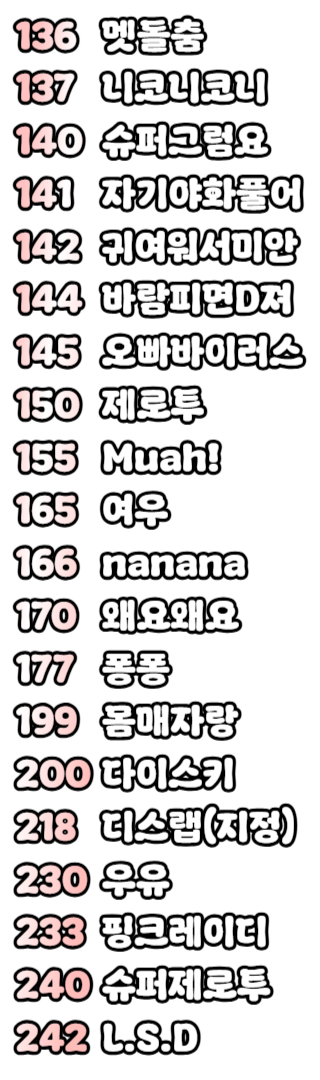 136 멧돌춤
137 니코니코니
140 슈퍼그럼요
141 자기야화풀어
142 귀여워서미안
144 바람피면D져
145 오빠바이러스
150 제로투
155 Muah!
165 여우
166 nanana
170 왜요왜요
177 퐁퐁
199 몸매자랑
200 다이스키
218 디스랩(지정)
230 우유
233 핑크레이디
240 슈퍼제로투
242 L.S.D